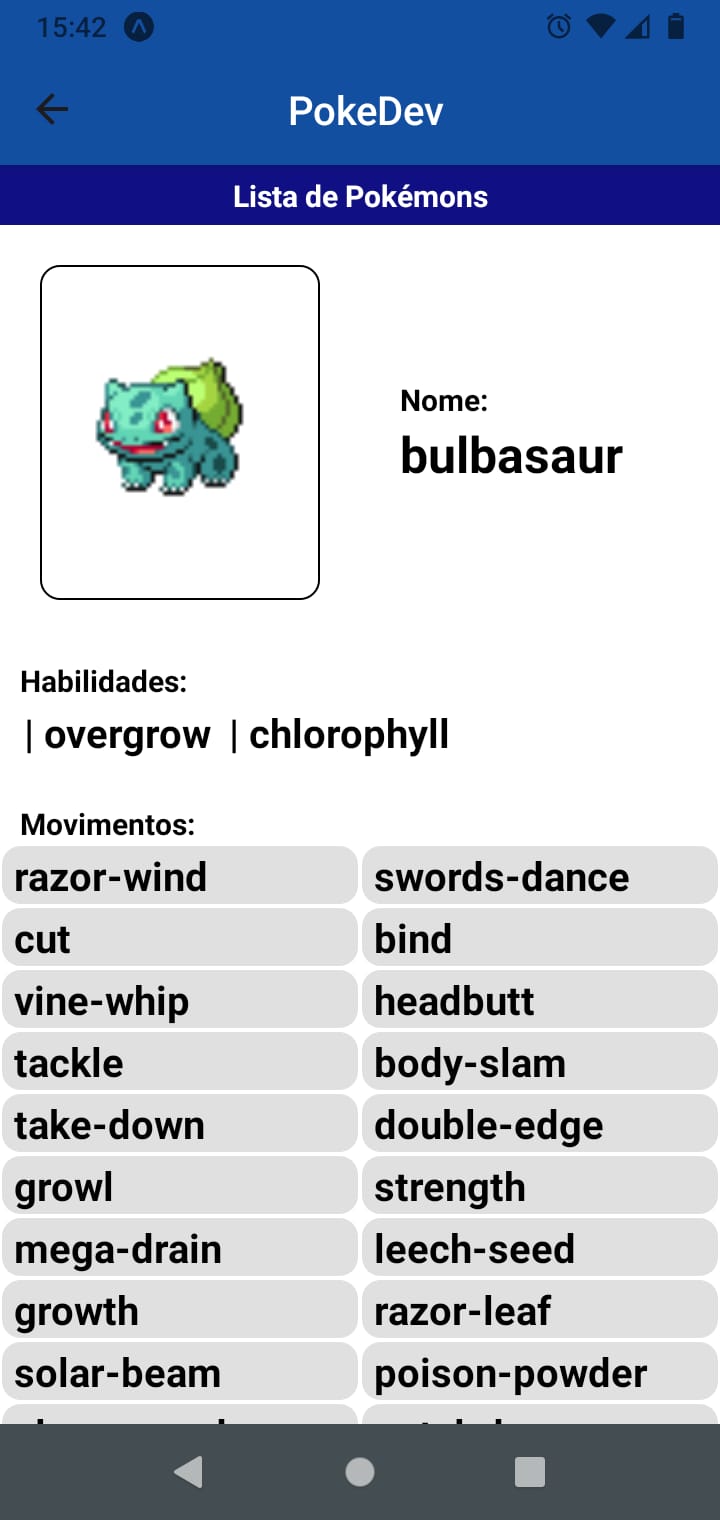 15:42
PokeDev
Lista de Pokémons
Nome:
bulbasaur
Habilidades:
| overgrow | chlorophyll
Movimentos:
razor-wind swords-dance
cut bind
vine-whip headbutt
tackle body-slam
take-down double-edge
growl strength
mega-drain leech-seed
growth razor-leaf
solar-beam poison-powder